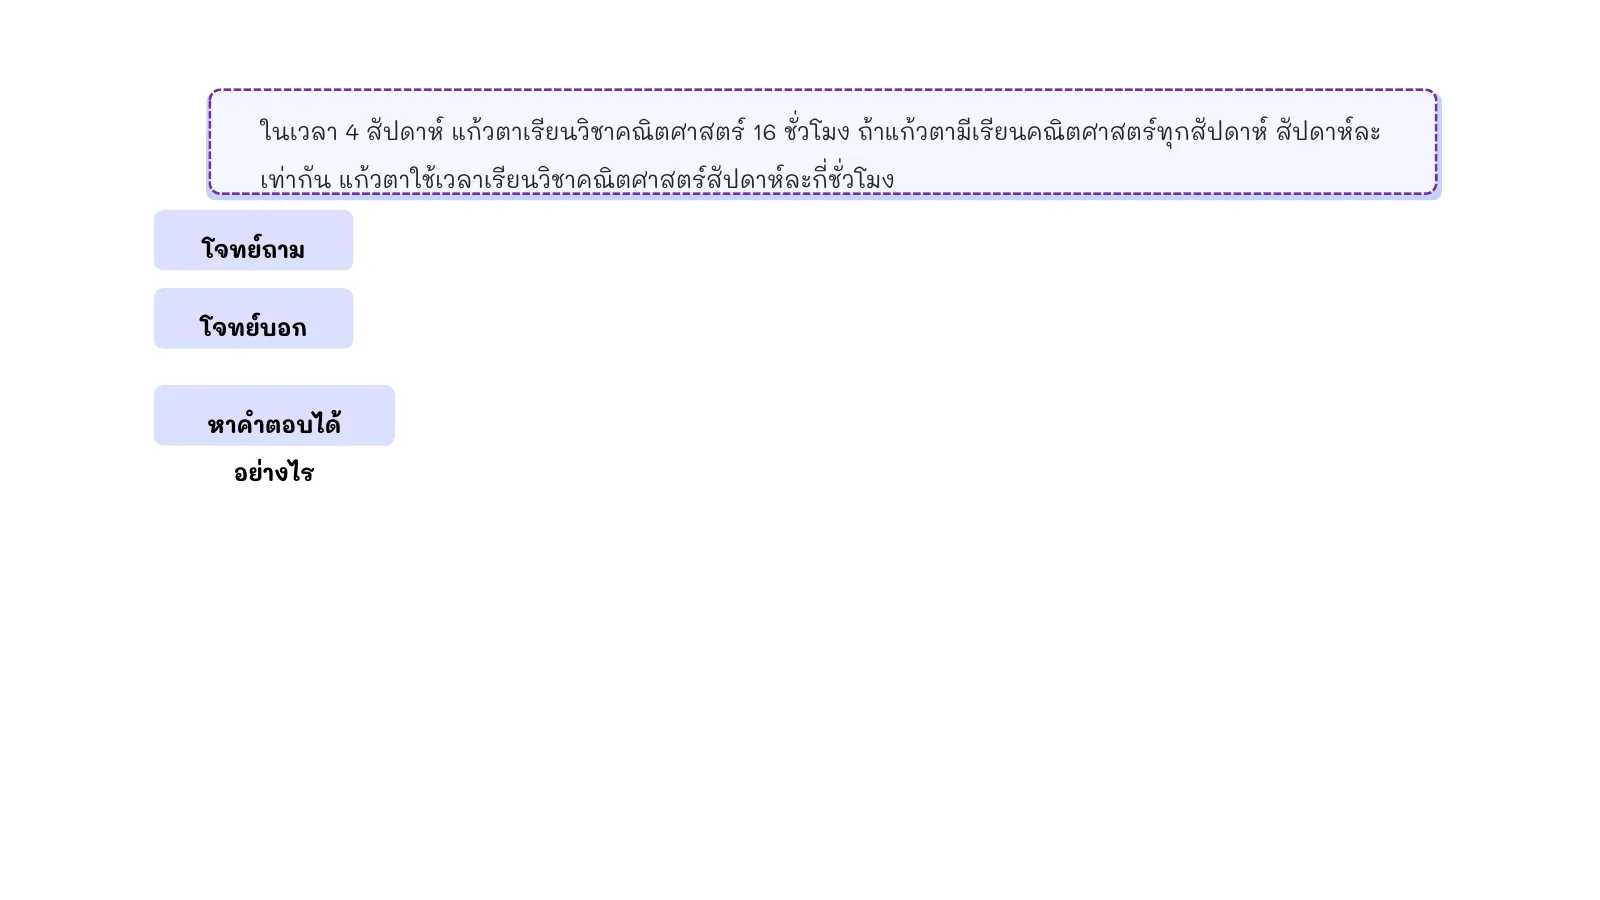 ในเวลา 4 สัปดาห์ แก้วตาเรียนวิชาคณิตศาสตร์ 16 ชั่วโมง ถ้าแก้วตามีเรียนคณิตศาสตร์ทุกสัปดาห์ สัปดาห์ละ
เท่ากัน แก้วตาใช้เวลาเรียนวิชาคณิตศาสตร์สัปดาห์ละกี่ชั่วโมง
โจทย์ถาม
โจทย์บอก
หาคำตอบได้
อย่างไร